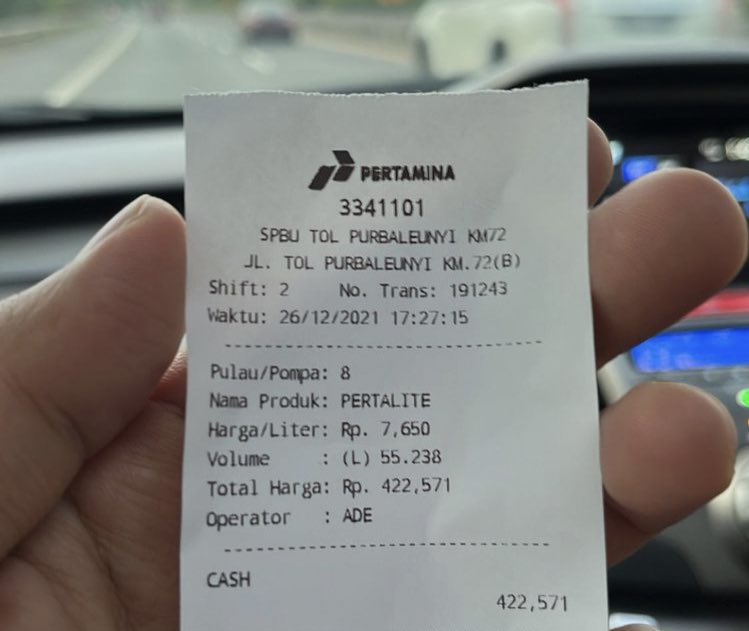 PERTAMINA
3341101
SPBU TOL PURBALEUNYI KM72
JL. TOL PURBALEUNYI KM.72(B)
Shift: 2 No. Trans: 191243
Waktu: 26/12/2021 17:27:15
Pulau/Pompa: 8
Nama Produk: PERTALITE
Harga/Liter: Rp. 7,650
Volume : (L) 55.238
Total Harga: Rp. 422,571
Operator : ADE
CASH
422,571